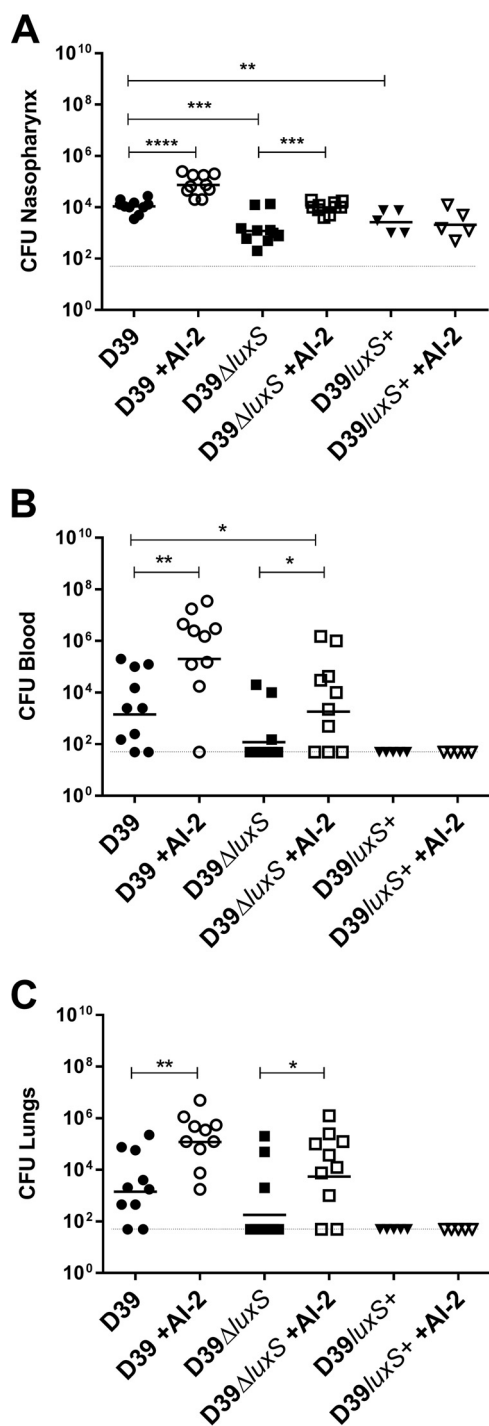 A
CFU Nasopharynx
10^10
10^8
10^6
10^4
10^2
10^0
**
***
****
***
D39
D39 +AI-2
D39ΔluxS
D39ΔluxS +AI-2
D39luxS+
D39luxS+ +AI-2
B
CFU Blood
10^10
10^8
10^6
10^4
10^2
10^0
*
**
*
D39
D39 +AI-2
D39ΔluxS
D39ΔluxS +AI-2
D39luxS+
D39luxS+ +AI-2
C
CFU Lungs
10^10
10^8
10^6
10^4
10^2
10^0
**
*
D39
D39 +AI-2
D39ΔluxS
D39ΔluxS +AI-2
D39luxS+
D39luxS+ +AI-2